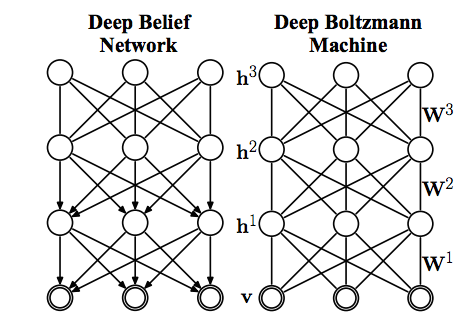 Deep Belief
Network
Deep Boltzmann
Machine
h³
W³
h²
W²
h¹
W¹
v